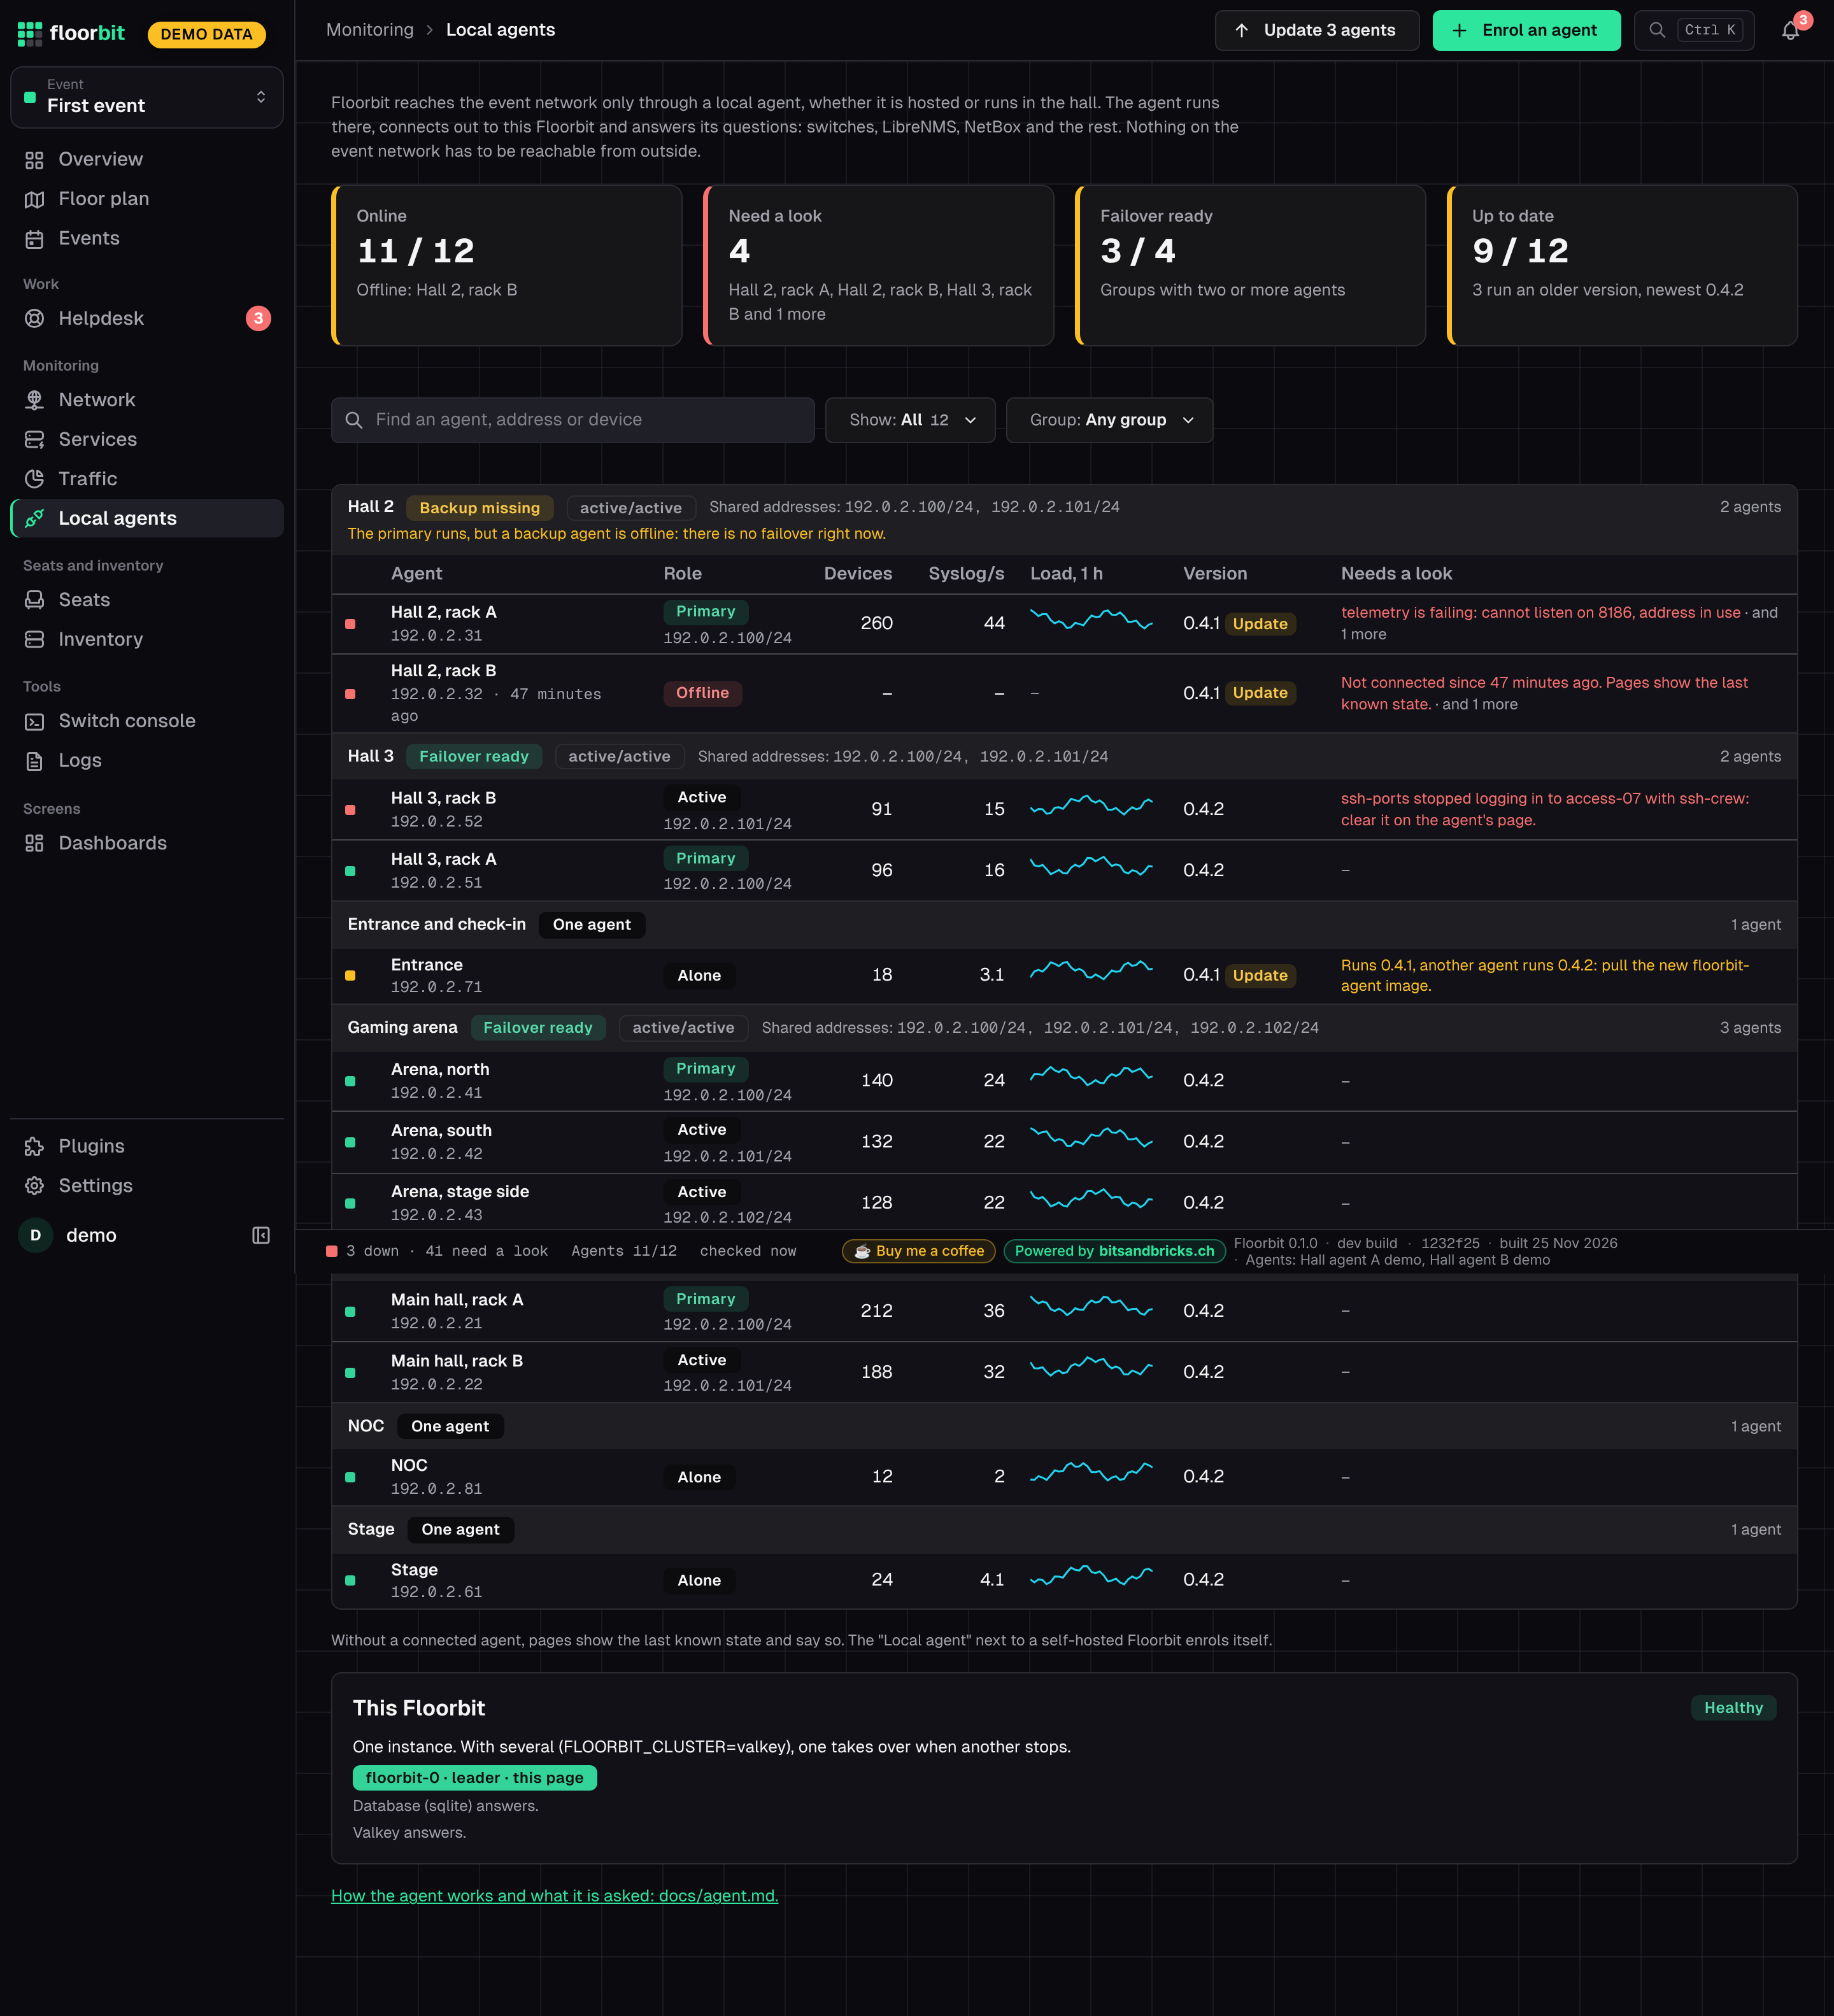 floorbit DEMO DATA
Event
First event
Overview
Floor plan
Events
Work
Helpdesk 3
Monitoring
Network
Services
Traffic
Local agents
Seats and inventory
Seats
Inventory
Tools
Switch console
Logs
Screens
Dashboards
Plugins
Settings
D demo
Monitoring > Local agents
Update 3 agents
Enrol an agent
Ctrl K
3
Floorbit reaches the event network only through a local agent, whether it is hosted or runs in the hall. The agent runs
there, connects out to this Floorbit and answers its questions: switches, LibreNMS, NetBox and the rest. Nothing on the
event network has to be reachable from outside.
Online
11 / 12
Offline: Hall 2, rack B
Need a look
4
Hall 2, rack A, Hall 2, rack B, Hall 3, rack
B and 1 more
Failover ready
3 / 4
Groups with two or more agents
Up to date
9 / 12
3 run an older version, newest 0.4.2
Find an agent, address or device
Show: All 12
Group: Any group
Hall 2 Backup missing active/active Shared addresses: 192.0.2.100/24, 192.0.2.101/24 2 agents
The primary runs, but a backup agent is offline: there is no failover right now.
Agent Role Devices Syslog/s Load, 1 h Version Needs a look
Hall 2, rack A Primary 260 44 0.4.1 Update telemetry is failing: cannot listen on 8186, address in use · and
192.0.2.31 192.0.2.100/24 1 more
Hall 2, rack B
192.0.2.32 · 47 minutes Offline – – – 0.4.1 Update Not connected since 47 minutes ago. Pages show the last
ago known state. · and 1 more
Hall 3 Failover ready active/active Shared addresses: 192.0.2.100/24, 192.0.2.101/24 2 agents
Hall 3, rack B Active 91 15 0.4.2 ssh-ports stopped logging in to access-07 with ssh-crew:
192.0.2.52 192.0.2.101/24 clear it on the agent's page.
Hall 3, rack A Primary 96 16 0.4.2 –
192.0.2.51 192.0.2.100/24
Entrance and check-in One agent 1 agent
Entrance Alone 18 3.1 0.4.1 Update Runs 0.4.1, another agent runs 0.4.2: pull the new floorbit-
192.0.2.71 agent image.
Gaming arena Failover ready active/active Shared addresses: 192.0.2.100/24, 192.0.2.101/24, 192.0.2.102/24 3 agents
Arena, north Primary 140 24 0.4.2 –
192.0.2.41 192.0.2.100/24
Arena, south Active 132 22 0.4.2 –
192.0.2.42 192.0.2.101/24
Arena, stage side Active 128 22 0.4.2 –
192.0.2.43 192.0.2.102/24
3 down · 41 need a look Agents 11/12 checked now ☕ Buy me a coffee Powered by bitsandbricks.ch Floorbit 0.1.0 · dev build · 1232f25 · built 25 Nov 2026
· Agents: Hall agent A demo, Hall agent B demo
Main hall, rack A Primary 212 36 0.4.2 –
192.0.2.21 192.0.2.100/24
Main hall, rack B Active 188 32 0.4.2 –
192.0.2.22 192.0.2.101/24
NOC One agent 1 agent
NOC Alone 12 2 0.4.2 –
192.0.2.81
Stage One agent 1 agent
Stage Alone 24 4.1 0.4.2 –
192.0.2.61
Without a connected agent, pages show the last known state and say so. The "Local agent" next to a self-hosted Floorbit enrols itself.
This Floorbit Healthy
One instance. With several (FLOORBIT_CLUSTER=valkey), one takes over when another stops.
floorbit-0 · leader · this page
Database (sqlite) answers.
Valkey answers.
How the agent works and what it is asked: docs/agent.md.